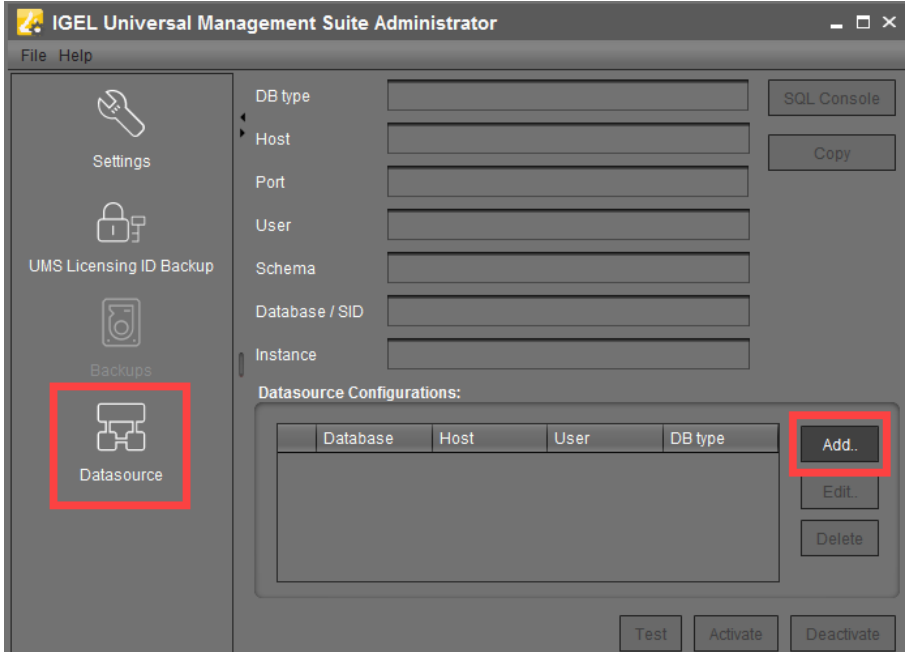 IGEL Universal Management Suite Administrator
File Help
Settings
UMS Licensing ID Backup
Backups
Datasource
DB type
Host
Port
User
Schema
Database / SID
Instance
SQL Console
Copy
Datasource Configurations:
Database Host User DB type
Add..
Edit..
Delete
Test Activate Deactivate